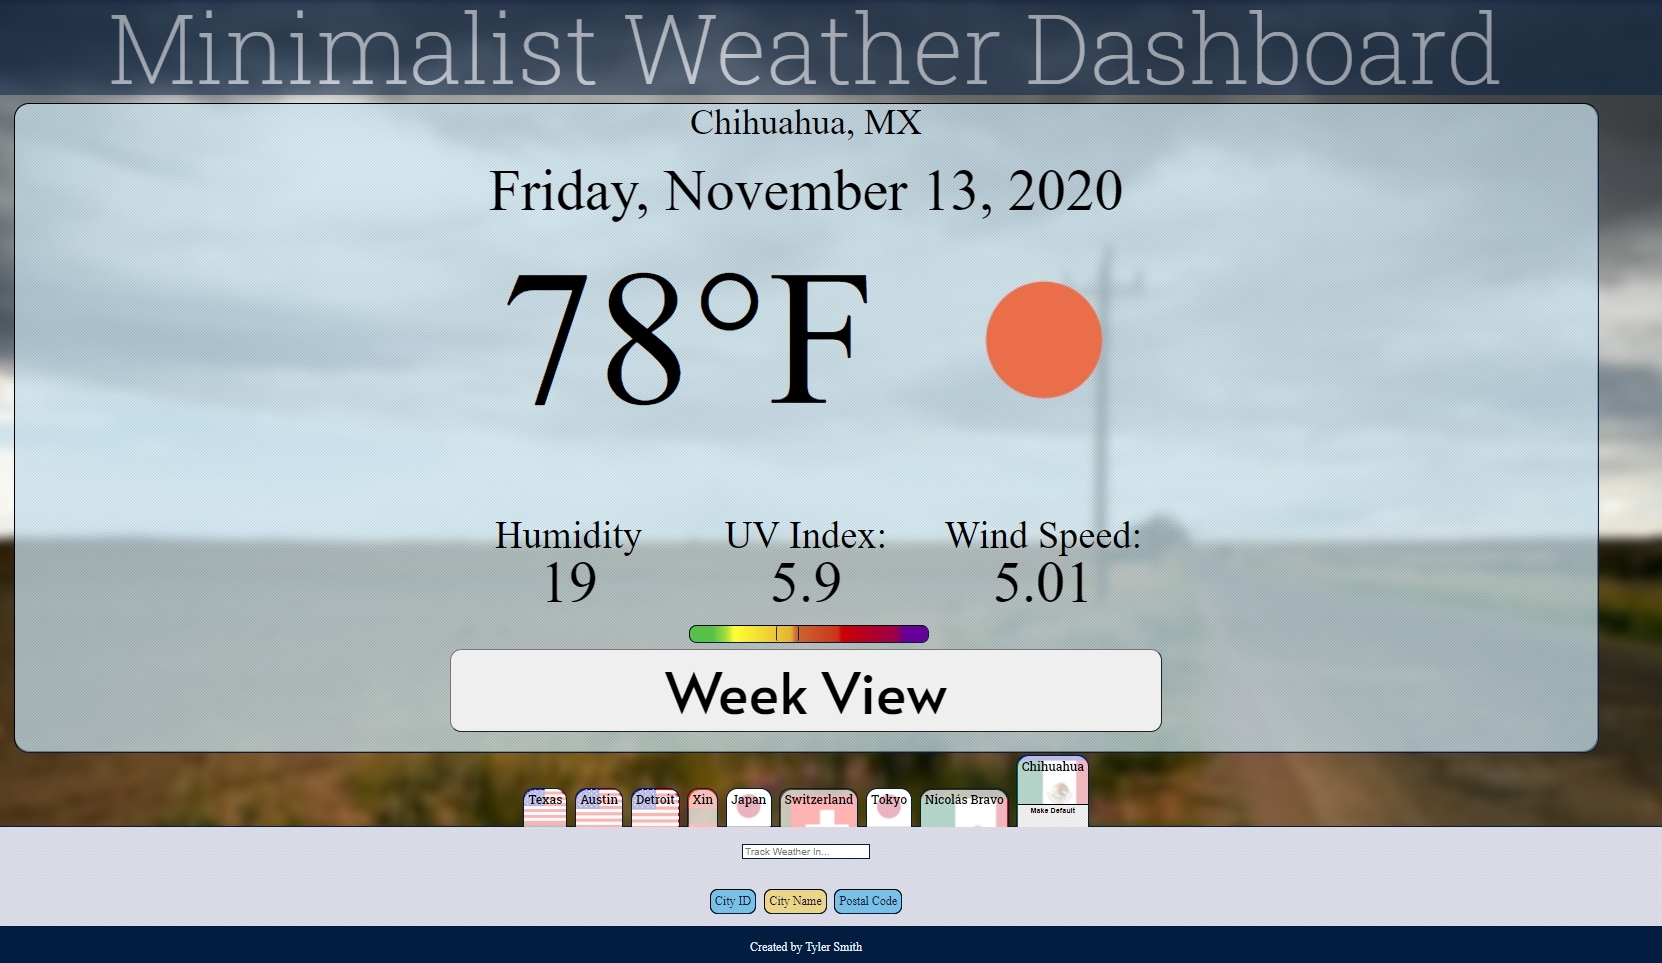 Minimalist Weather Dashboard
Chihuahua, MX
Friday, November 13, 2020
78°F
Humidity UV Index: Wind Speed:
19 5.9 5.01
Week View
Texas Austin Detroit Xin Japan Switzerland Tokyo Nicolás Bravo Chihuahua
Make Default
Track Weather In...
City ID City Name Postal Code
Created by Tyler Smith